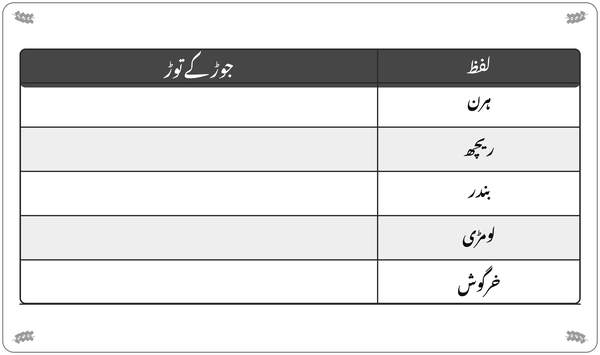 لفظ جوڑ کے توڑ
ہرن
ریچھ
بندر
لومڑی
خرگوش